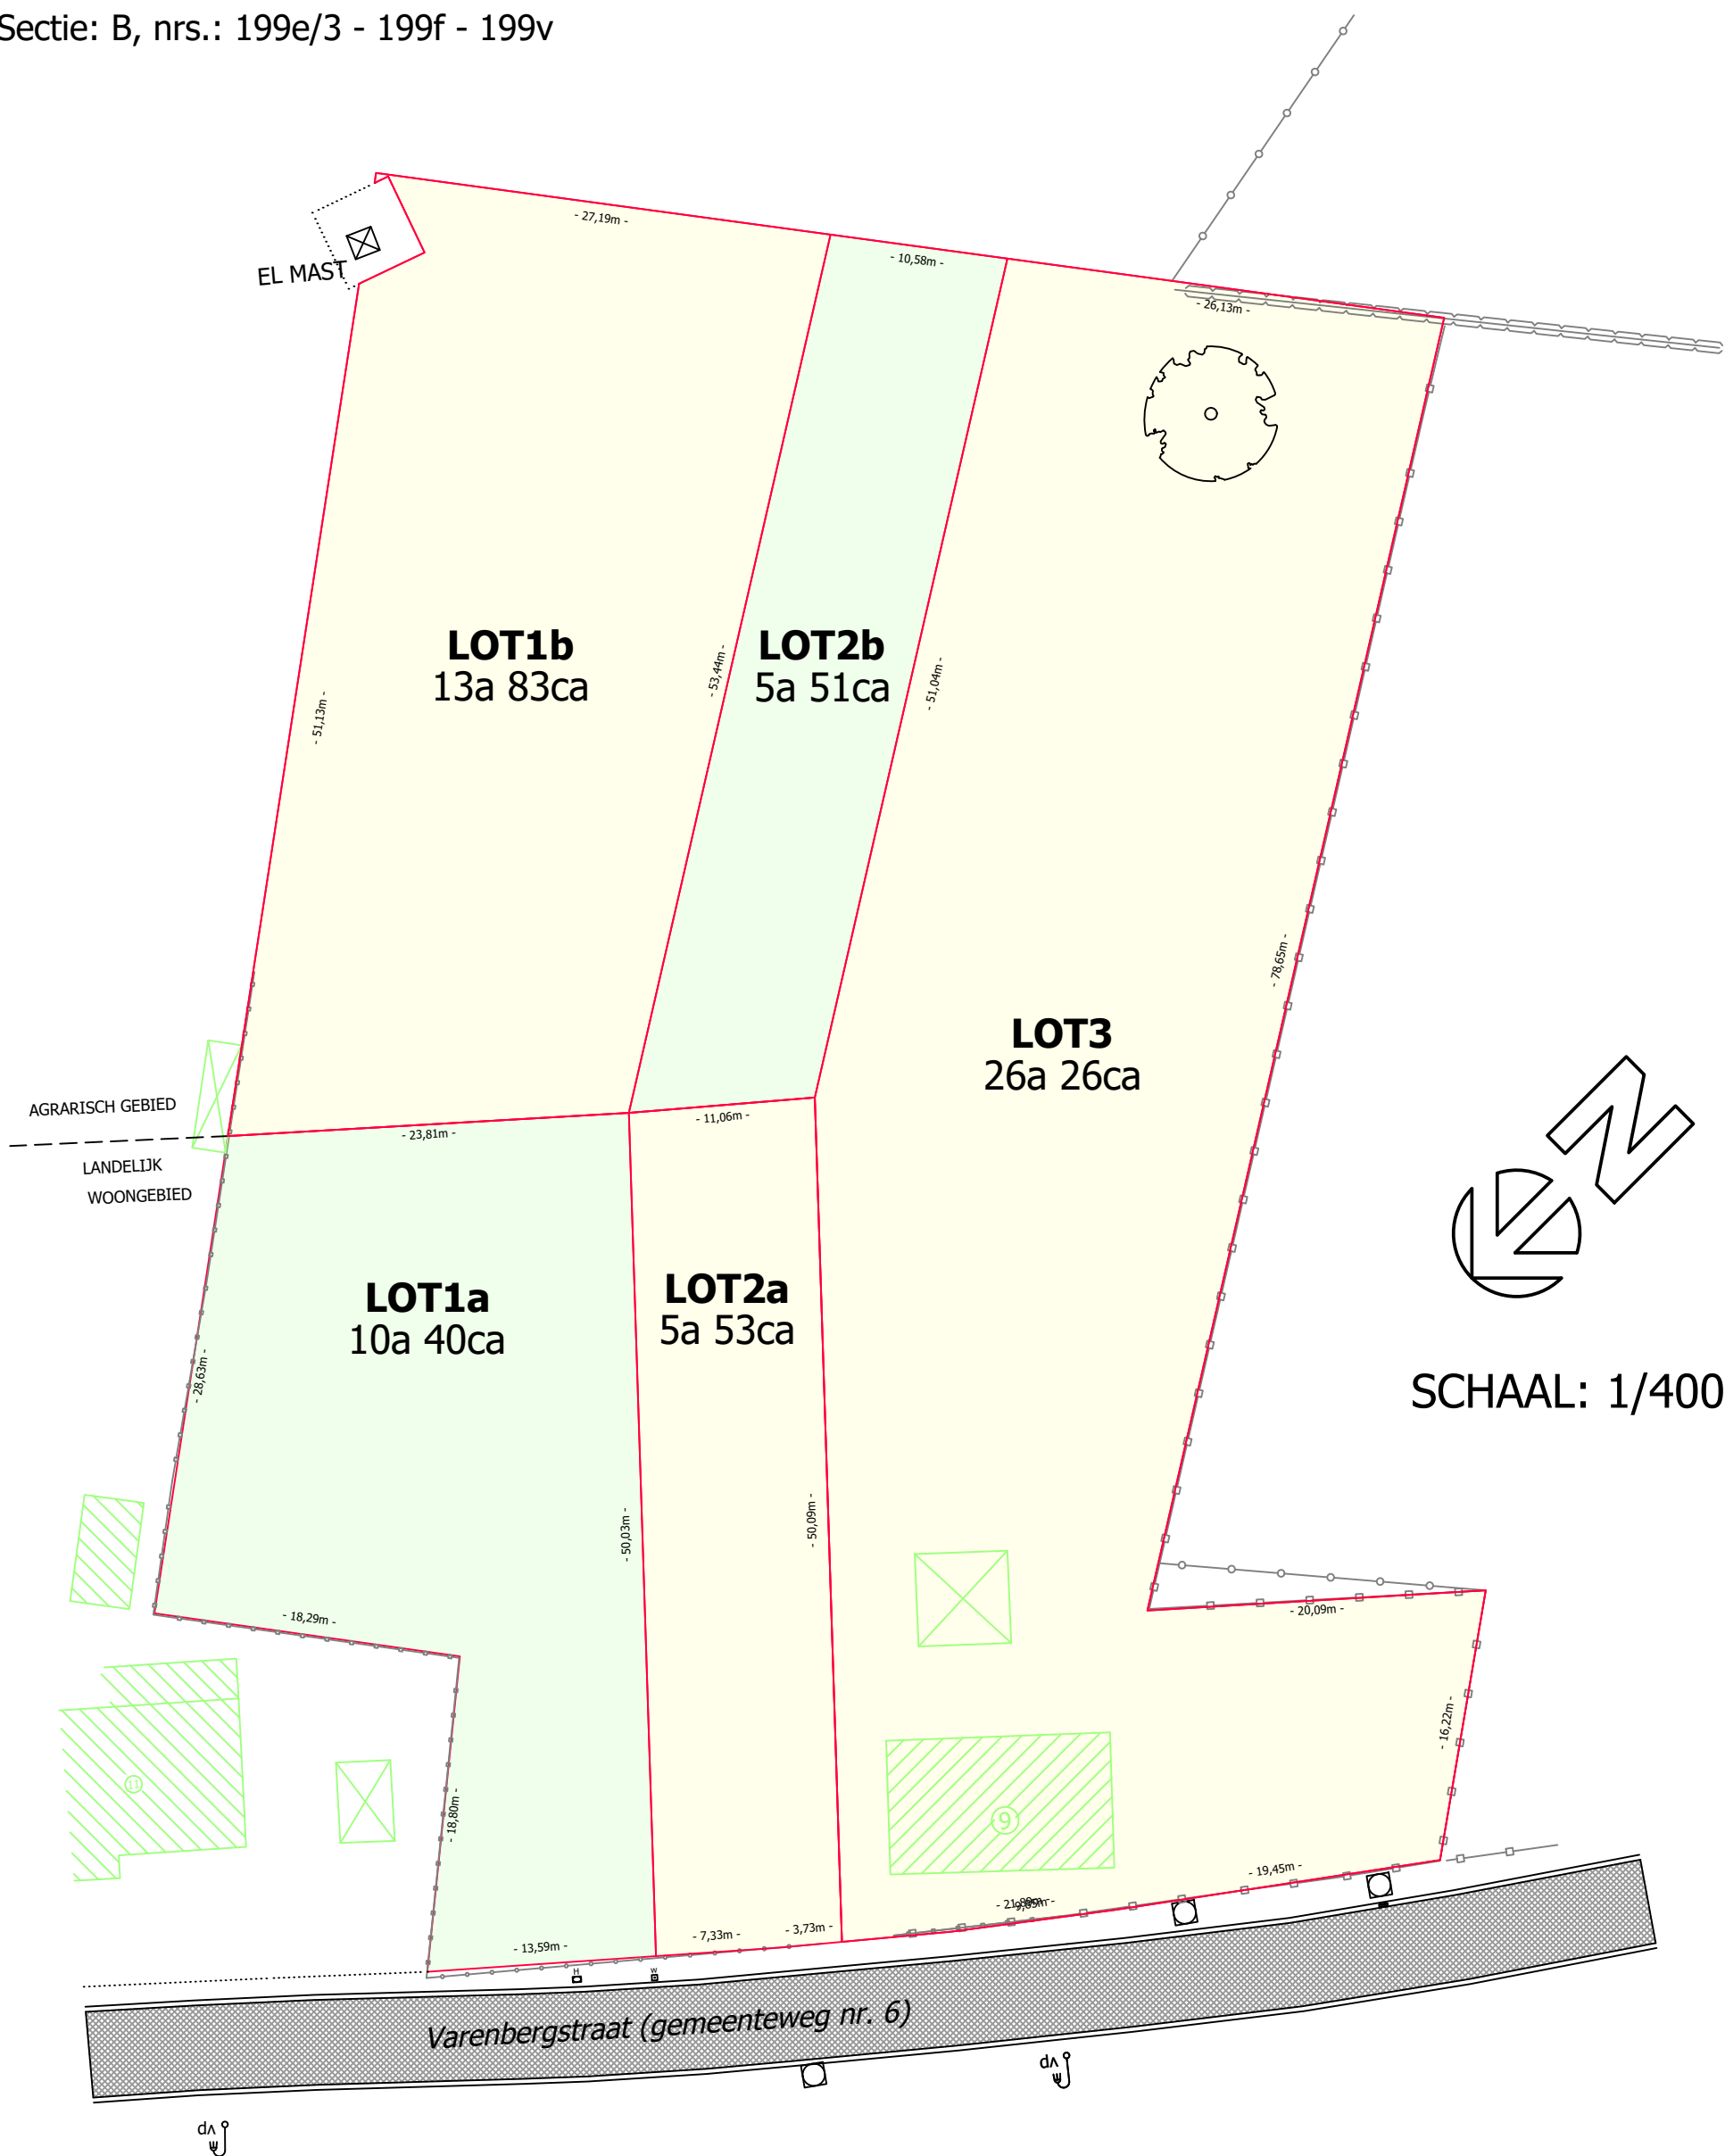 Sectie: B, nrs.: 199e/3 - 199f - 199v
- 27,19m -
- 10,58m -
EL MAST
- 26,13m -
LOT1b
13a 83ca
LOT2b
5a 51ca
- 53,44m -
- 51,04m -
- 51,13m -
- 78,65m -
LOT3
26a 26ca
AGRARISCH GEBIED
- 23,81m -
- 11,06m -
LANDELIJK
WOONGEBIED
N
LOT1a
10a 40ca
LOT2a
5a 53ca
- 28,63m -
SCHAAL: 1/400
- 50,03m -
- 50,09m -
- 18,29m -
- 20,09m -
- 16,22m -
11
- 18,80m -
9
- 19,45m -
- 7,33m -
- 3,73m -
- 13,59m -
H
W
Varenbergstraat (gemeenteweg nr. 6)
vp
vp